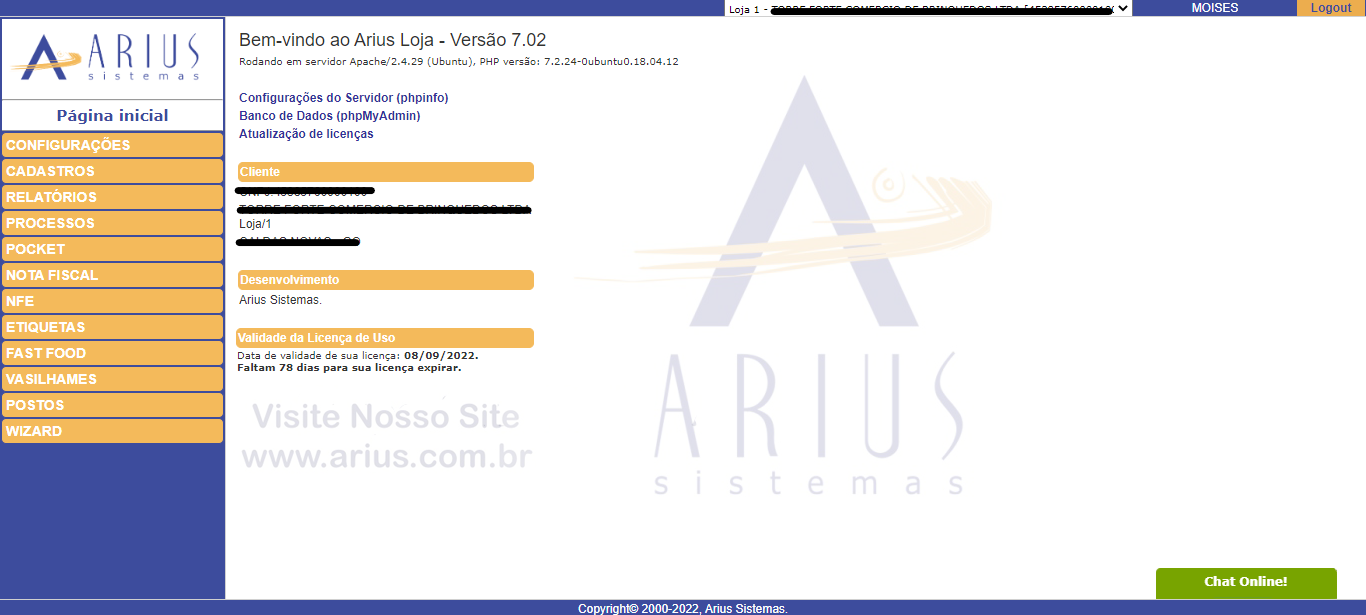 Loja 1 -
MOISES
Logout
ARIUS
sistemas
Página inicial
CONFIGURAÇÕES
CADASTROS
RELATÓRIOS
PROCESSOS
POCKET
NOTA FISCAL
NFE
ETIQUETAS
FAST FOOD
VASILHAMES
POSTOS
WIZARD
Bem-vindo ao Arius Loja - Versão 7.02
Rodando em servidor Apache/2.4.29 (Ubuntu), PHP versão: 7.2.24-0ubuntu0.18.04.12
Configurações do Servidor (phpinfo)
Banco de Dados (phpMyAdmin)
Atualização de licenças
Cliente
Loja/1
Desenvolvimento
Arius Sistemas.
Validade da Licença de Uso
Data de validade de sua licença: 08/09/2022.
Faltam 78 dias para sua licença expirar.
Visite Nosso Site
www.arius.com.br
ARIUS
sistemas
Chat Online!
Copyright© 2000-2022, Arius Sistemas.